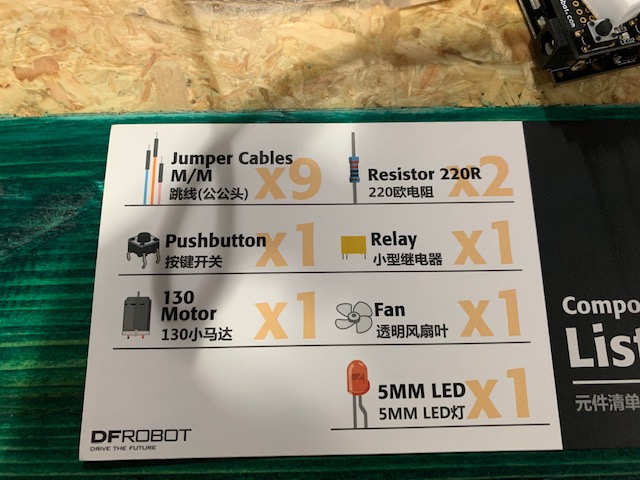 Jumper Cables
M/M
跳线(公公头)
x9
Resistor 220R
220欧电阻
x2
Pushbutton
按键开关
x1
Relay
小型继电器
x1
130
Motor
130小马达
x1
Fan
透明风扇叶
x1
5MM LED
5MM LED灯
x1
Compo
List
元件清单
DFROBOT
DRIVE THE FUTURE
bot.com